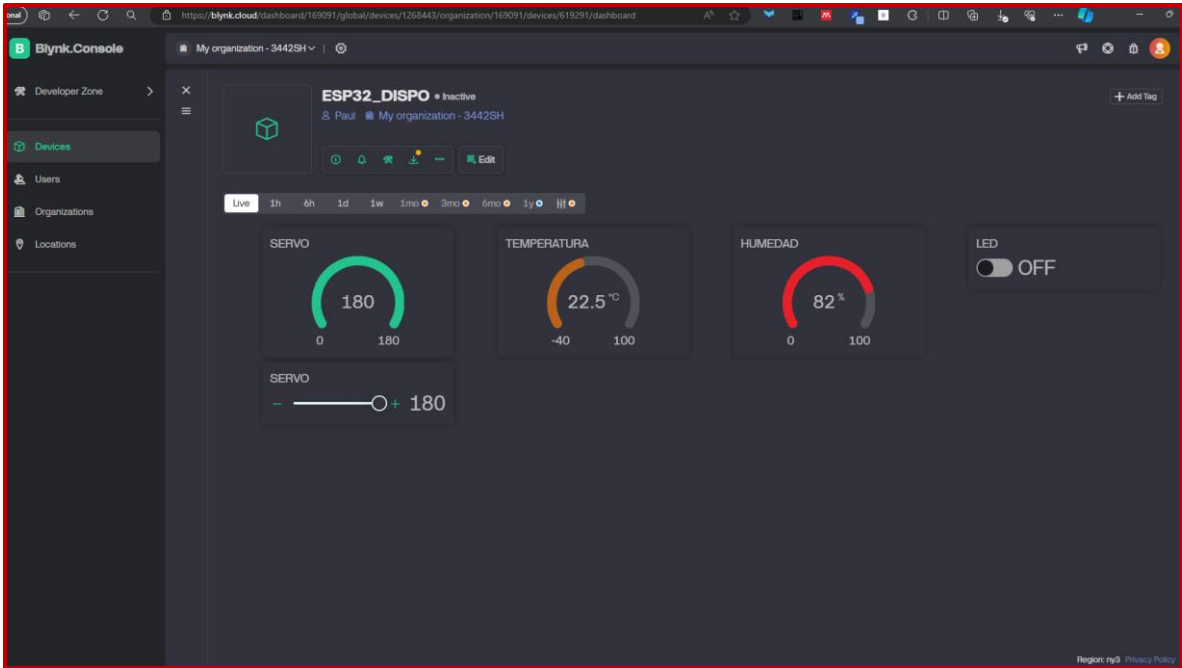 onal)
https://blynk.cloud/dashboard/169091/global/devices/1268443/organization/169091/devices/619291/dashboard
B Blynk.Console
My organization - 3442SH
Developer Zone
Devices
Users
Organizations
Locations
ESP32_DISPO • Inactive
Paul My organization - 3442SH
Edit
+ Add Tag
Live 1h 6h 1d 1w 1mo 3mo 6mo 1y
SERVO
180
0 180
TEMPERATURA
22.5 °C
-40 100
HUMEDAD
82 %
0 100
LED
OFF
SERVO
− + 180
Region: ny3 Privacy Policy